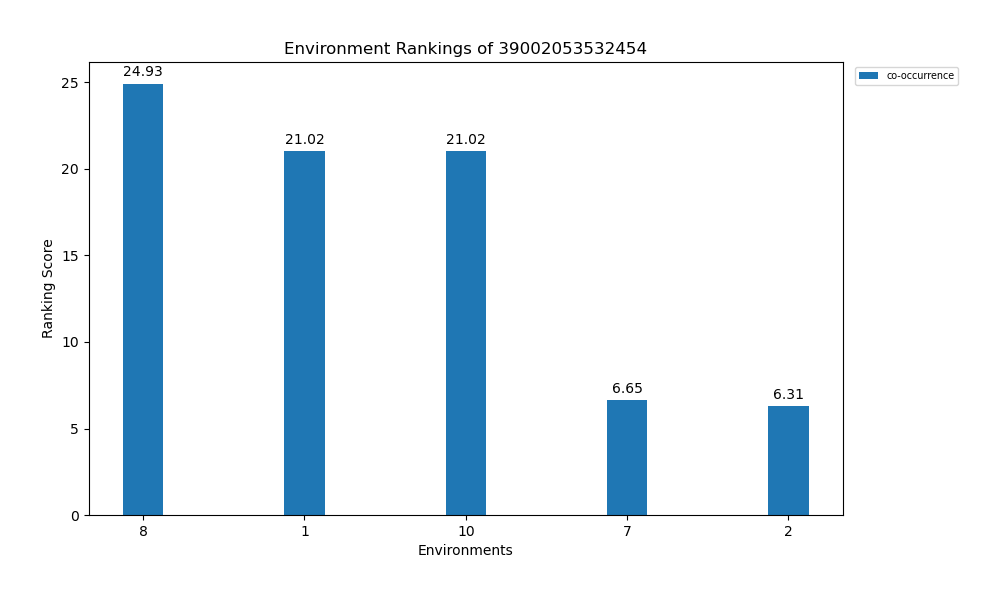 Environment Rankings of 39002053532454
co-occurrence
24.93
21.02
21.02
6.65
6.31
25
20
15
10
5
0
Ranking Score
8 1 10 7 2
Environments